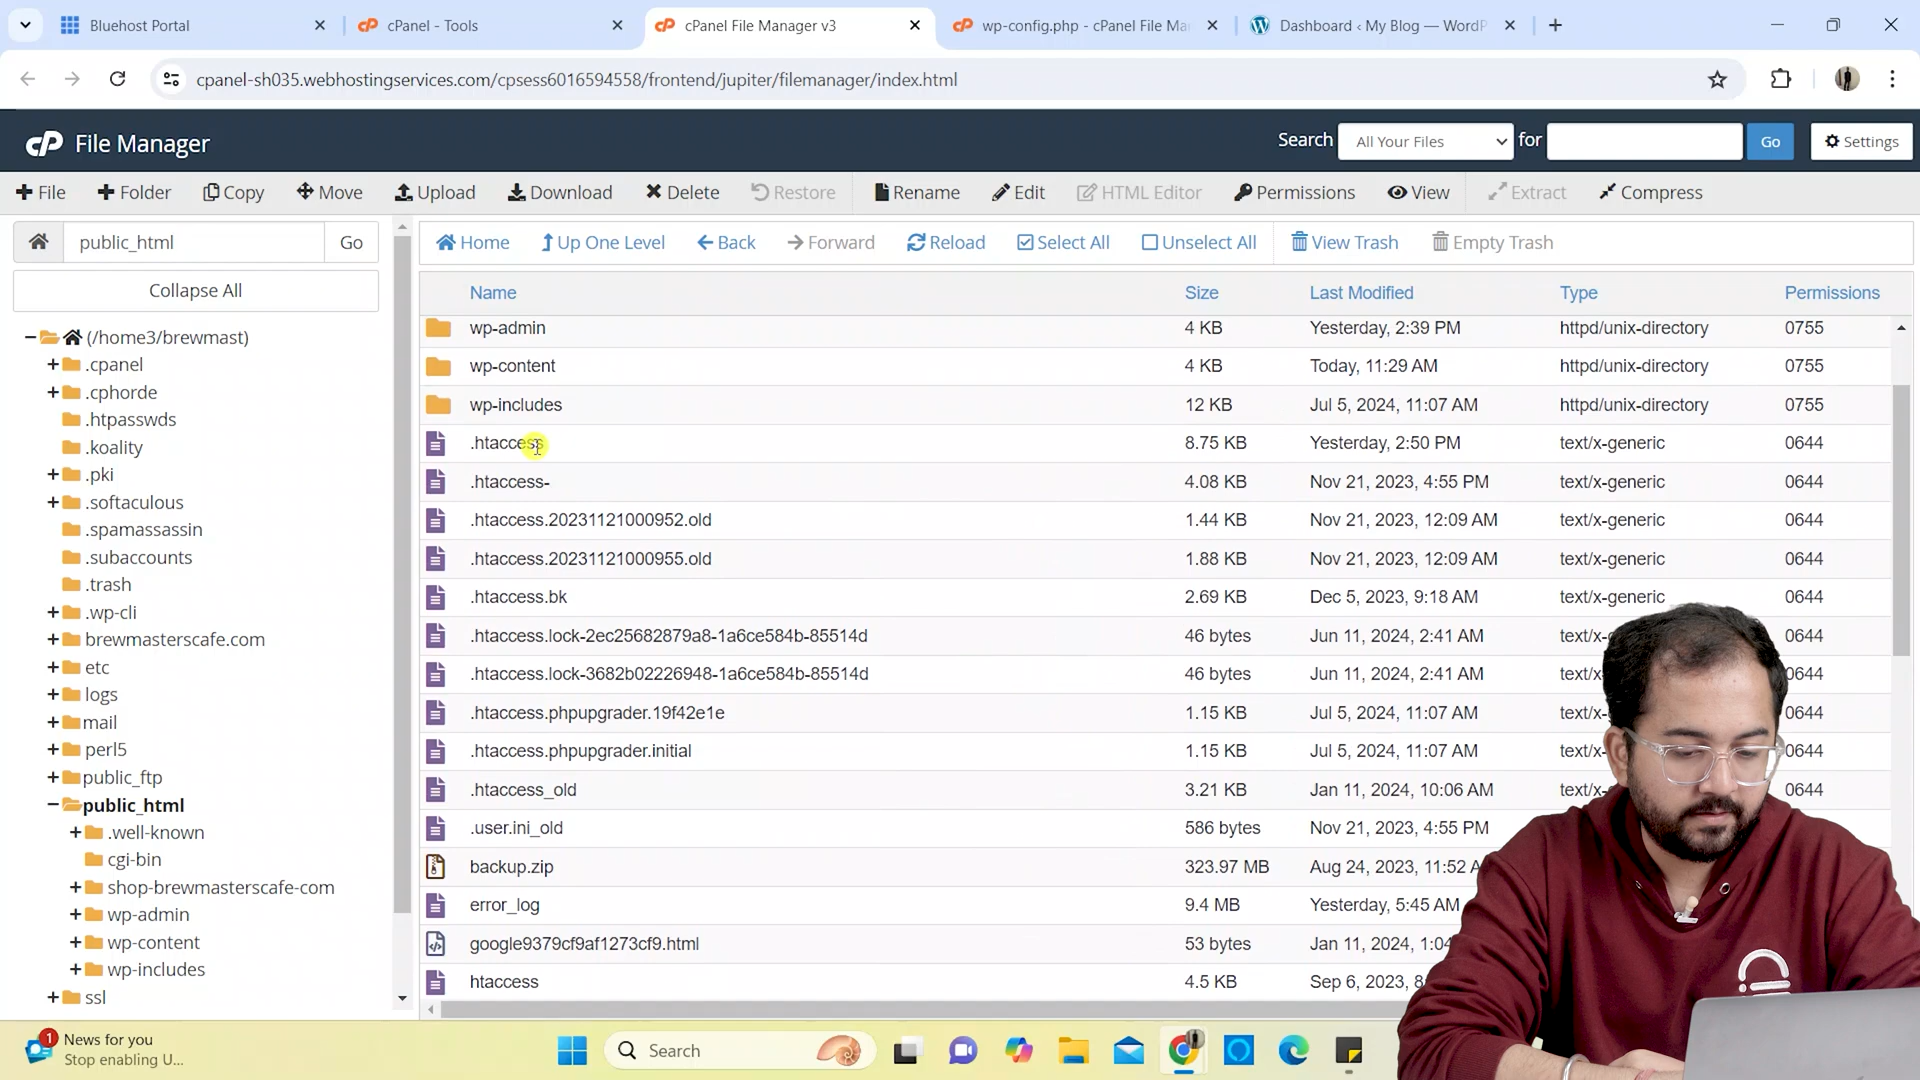 Bluehost Portal
cPanel - Tools
cPanel File Manager v3
wp-config.php - cPanel File Ma
Dashboard ‹ My Blog — WordP
cpanel-sh035.webhostingservices.com/cpsess6016594558/frontend/jupiter/filemanager/index.html
cP File Manager
Search All Your Files for Go Settings
File Folder Copy Move Upload Download Delete Restore Rename Edit HTML Editor Permissions View Extract Compress
public_html Go
Home Up One Level Back Forward Reload Select All Unselect All View Trash Empty Trash
Collapse All
(/home3/brewmast)
.cpanel
.cphorde
.htpasswds
.koality
.pki
.softaculous
.spamassassin
.subaccounts
.trash
.wp-cli
brewmasterscafe.com
etc
logs
mail
perl5
public_ftp
public_html
.well-known
cgi-bin
shop-brewmasterscafe-com
wp-admin
wp-content
wp-includes
ssl
Name Size Last Modified Type Permissions
wp-admin 4 KB Yesterday, 2:39 PM httpd/unix-directory 0755
wp-content 4 KB Today, 11:29 AM httpd/unix-directory 0755
wp-includes 12 KB Jul 5, 2024, 11:07 AM httpd/unix-directory 0755
.htaccess 8.75 KB Yesterday, 2:50 PM text/x-generic 0644
.htaccess- 4.08 KB Nov 21, 2023, 4:55 PM text/x-generic 0644
.htaccess.20231121000952.old 1.44 KB Nov 21, 2023, 12:09 AM text/x-generic 0644
.htaccess.20231121000955.old 1.88 KB Nov 21, 2023, 12:09 AM text/x-generic 0644
.htaccess.bk 2.69 KB Dec 5, 2023, 9:18 AM text/x-generic 0644
.htaccess.lock-2ec25682879a8-1a6ce584b-85514d 46 bytes Jun 11, 2024, 2:41 AM text/x- 0644
.htaccess.lock-3682b02226948-1a6ce584b-85514d 46 bytes Jun 11, 2024, 2:41 AM text/x- 0644
.htaccess.phpupgrader.19f42e1e 1.15 KB Jul 5, 2024, 11:07 AM text/x- 0644
.htaccess.phpupgrader.initial 1.15 KB Jul 5, 2024, 11:07 AM text/x- 0644
.htaccess_old 3.21 KB Jan 11, 2024, 10:06 AM text/x- 0644
.user.ini_old 586 bytes Nov 21, 2023, 4:55 PM
backup.zip 323.97 MB Aug 24, 2023, 11:52 A
error_log 9.4 MB Yesterday, 5:45 AM
google9379cf9af1273cf9.html 53 bytes Jan 11, 2024, 1:04
htaccess 4.5 KB Sep 6, 2023, 8:
1
News for you
Stop enabling U...
Search